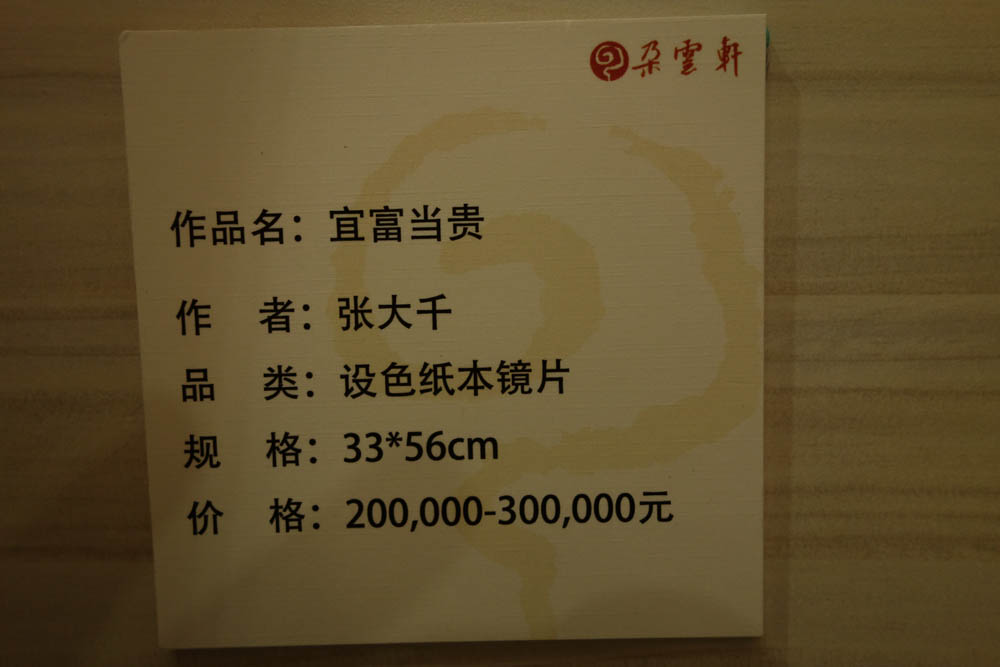 朵雲軒
作品名：宜富当贵
作 者：张大千
品 类：设色纸本镜片
规 格：33*56cm
价 格：200,000-300,000元